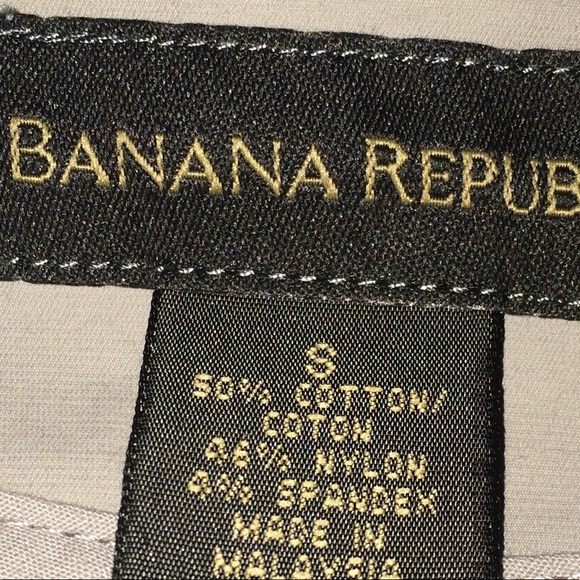 BANANA REPUB
S
50% COTTON/
COTON
46% NYLON
4% SPANDEX
MADE IN
MALAYSIA